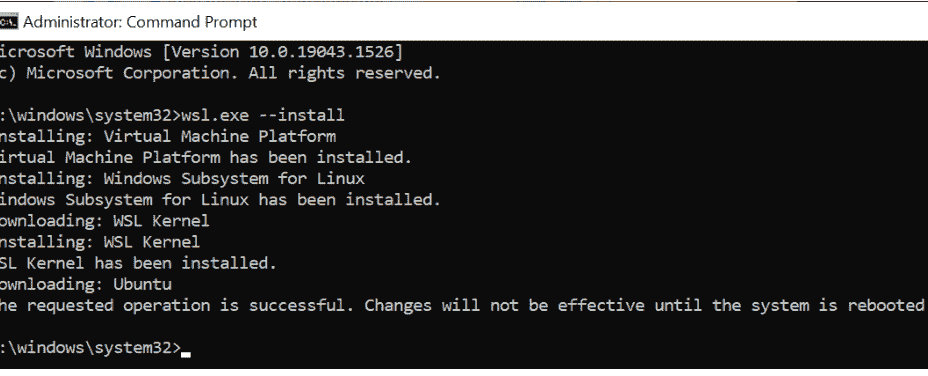 Administrator: Command Prompt
icrosoft Windows [Version 10.0.19043.1526]
c) Microsoft Corporation. All rights reserved.
:\windows\system32>wsl.exe --install
nstalling: Virtual Machine Platform
irtual Machine Platform has been installed.
nstalling: Windows Subsystem for Linux
indows Subsystem for Linux has been installed.
ownloading: WSL Kernel
nstalling: WSL Kernel
SL Kernel has been installed.
ownloading: Ubuntu
he requested operation is successful. Changes will not be effective until the system is rebooted
:\windows\system32>